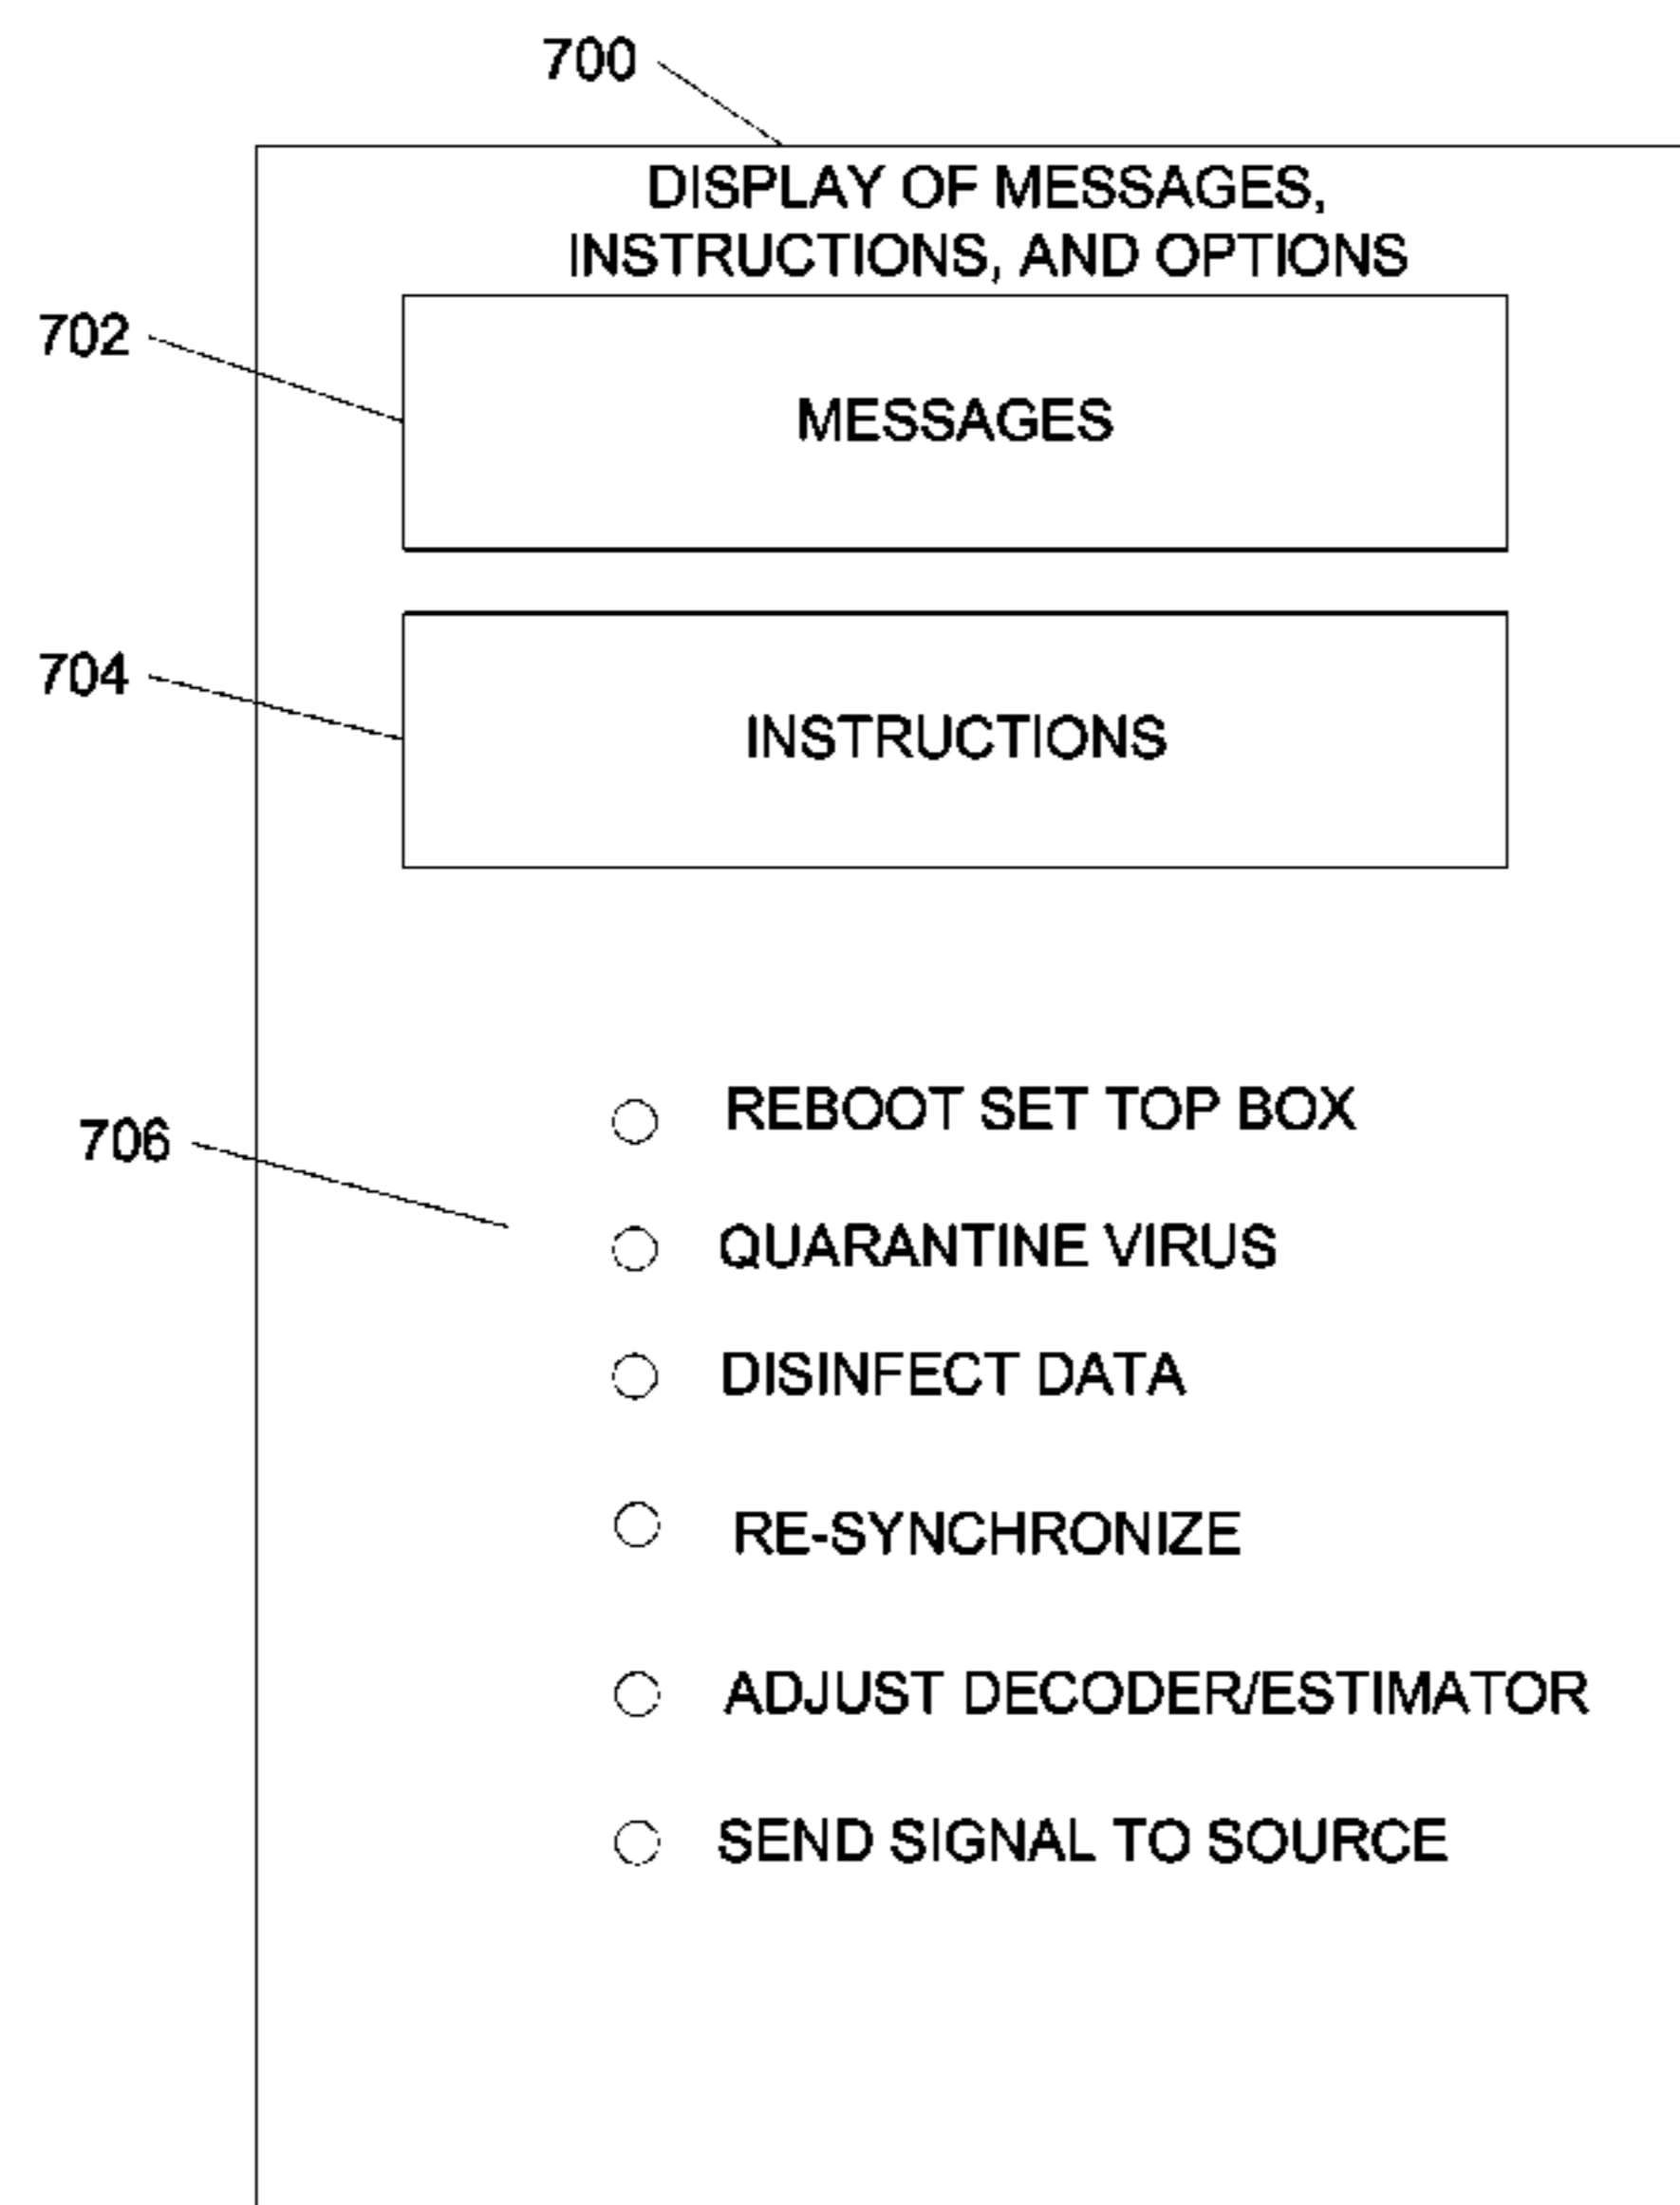 700
DISPLAY OF MESSAGES,
INSTRUCTIONS, AND OPTIONS
702
MESSAGES
704
INSTRUCTIONS
REBOOT SET TOP BOX
706
QUARANTINE VIRUS
DISINFECT DATA
RE-SYNCHRONIZE
ADJUST DECODER/ESTIMATOR
SEND SIGNAL TO SOURCE